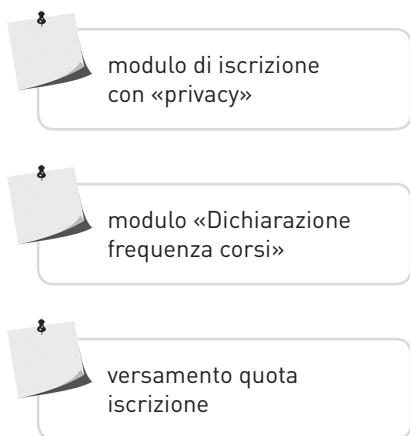 modulo di iscrizione
con «privacy»
modulo «Dichiarazione
frequenza corsi»
versamento quota
iscrizione